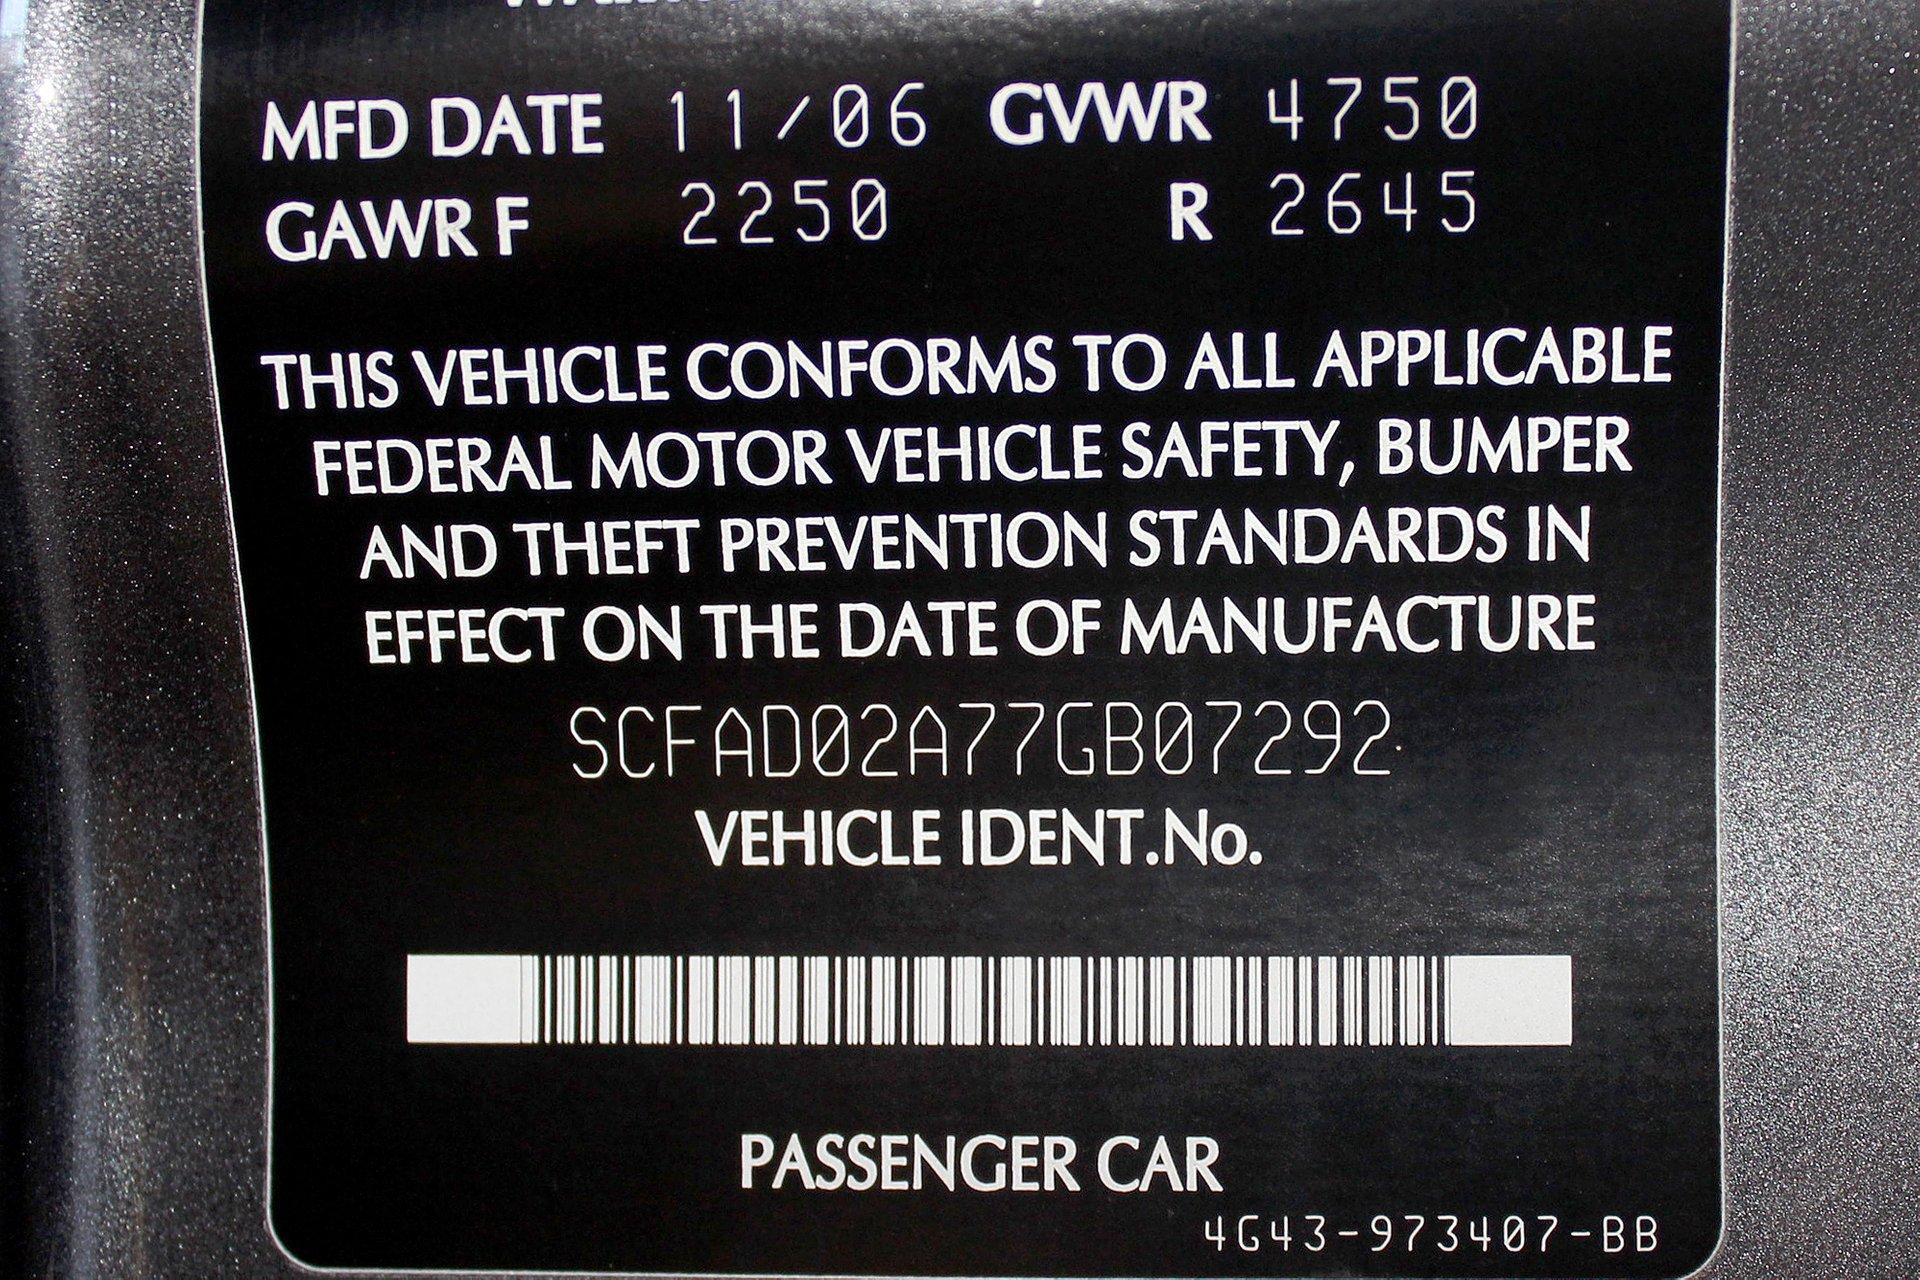 MFD DATE 11/06 GVWR 4750
GAWR F 2250 R 2645
THIS VEHICLE CONFORMS TO ALL APPLICABLE
FEDERAL MOTOR VEHICLE SAFETY, BUMPER
AND THEFT PREVENTION STANDARDS IN
EFFECT ON THE DATE OF MANUFACTURE
SCFAD02A77GB07292
VEHICLE IDENT.No.
PASSENGER CAR
4G43-973407-BB